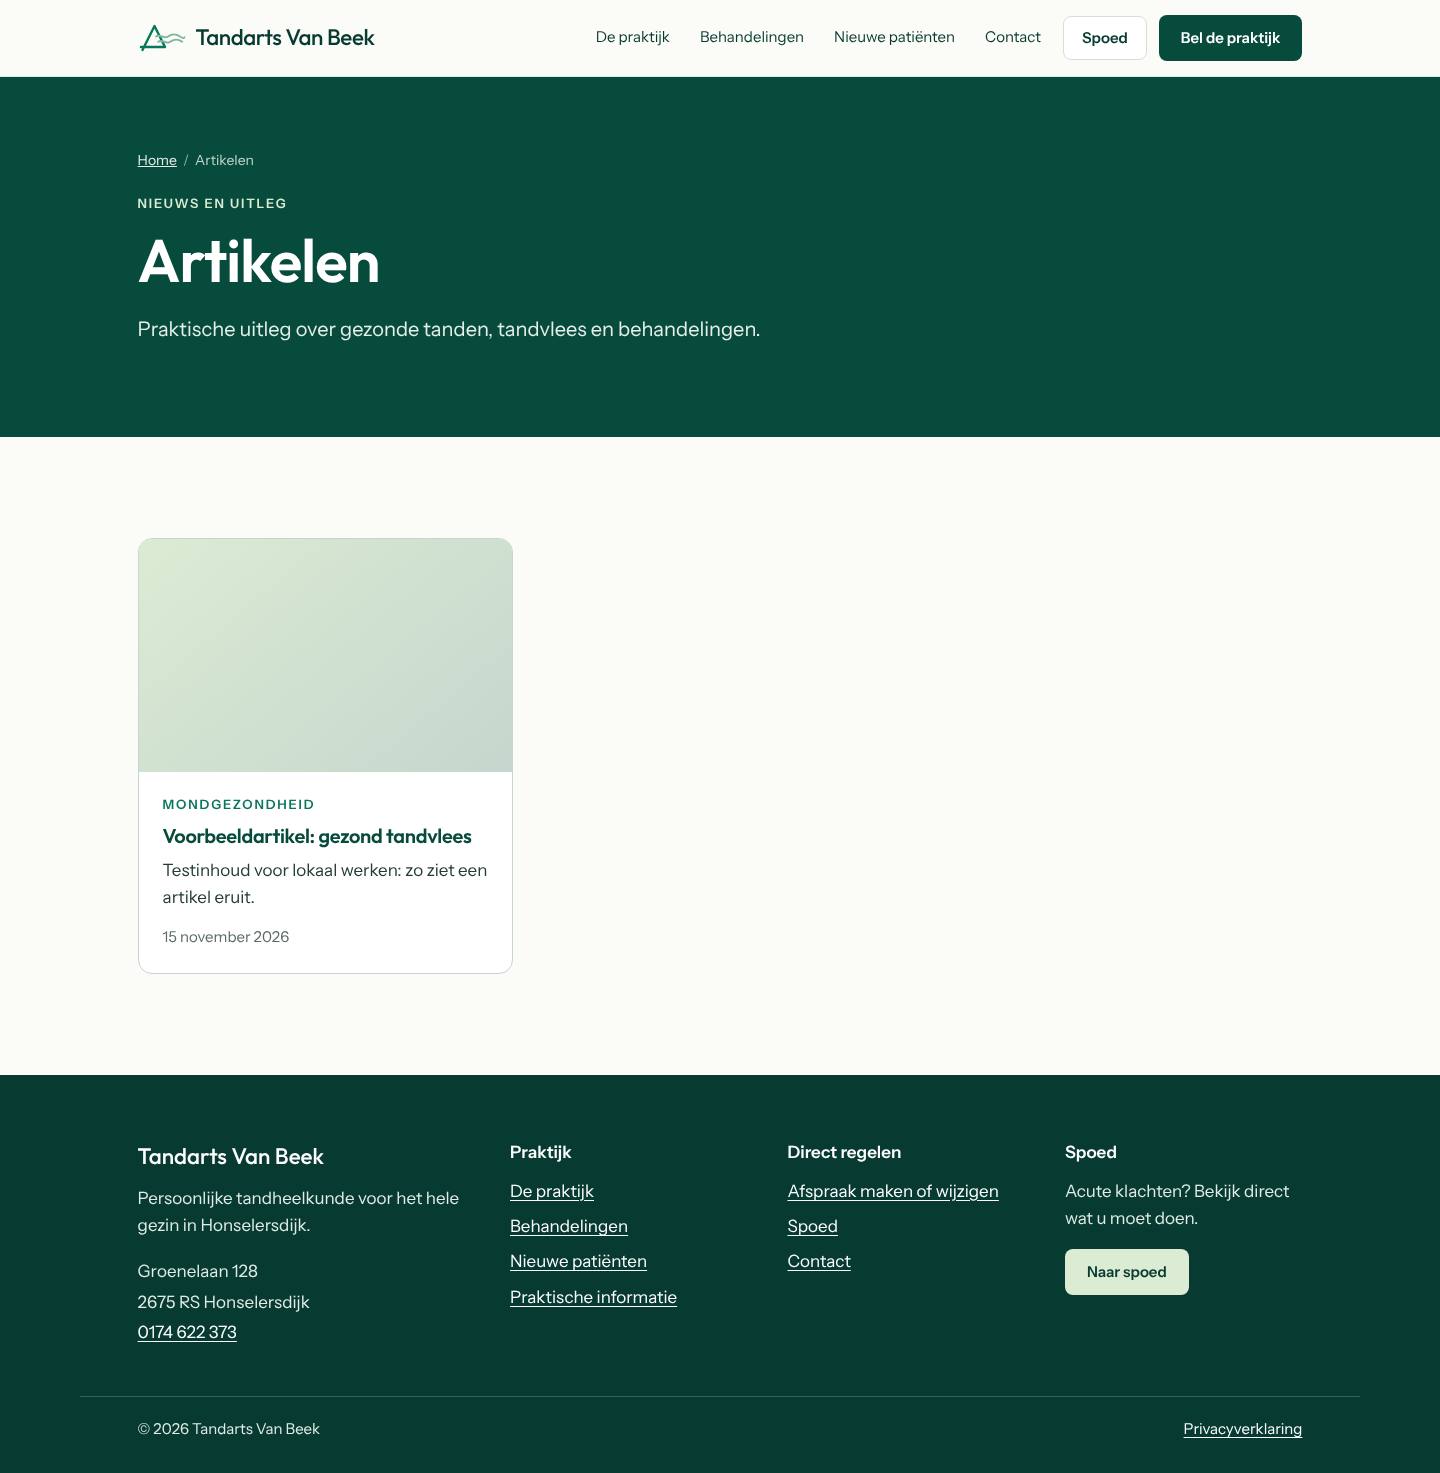 Tandarts Van Beek
De praktijk
Behandelingen
Nieuwe patiënten
Contact
Spoed
Bel de praktijk
Home / Artikelen
NIEUWS EN UITLEG
Artikelen
Praktische uitleg over gezonde tanden, tandvlees en behandelingen.
MONDGEZONDHEID
Voorbeeldartikel: gezond tandvlees
Testinhoud voor lokaal werken: zo ziet een
artikel eruit.
15 november 2026
Tandarts Van Beek
Persoonlijke tandheelkunde voor het hele
gezin in Honselersdijk.
Groenelaan 128
2675 RS Honselersdijk
0174 622 373
Praktijk
De praktijk
Behandelingen
Nieuwe patiënten
Praktische informatie
Direct regelen
Afspraak maken of wijzigen
Spoed
Contact
Spoed
Acute klachten? Bekijk direct
wat u moet doen.
Naar spoed
© 2026 Tandarts Van Beek
Privacyverklaring